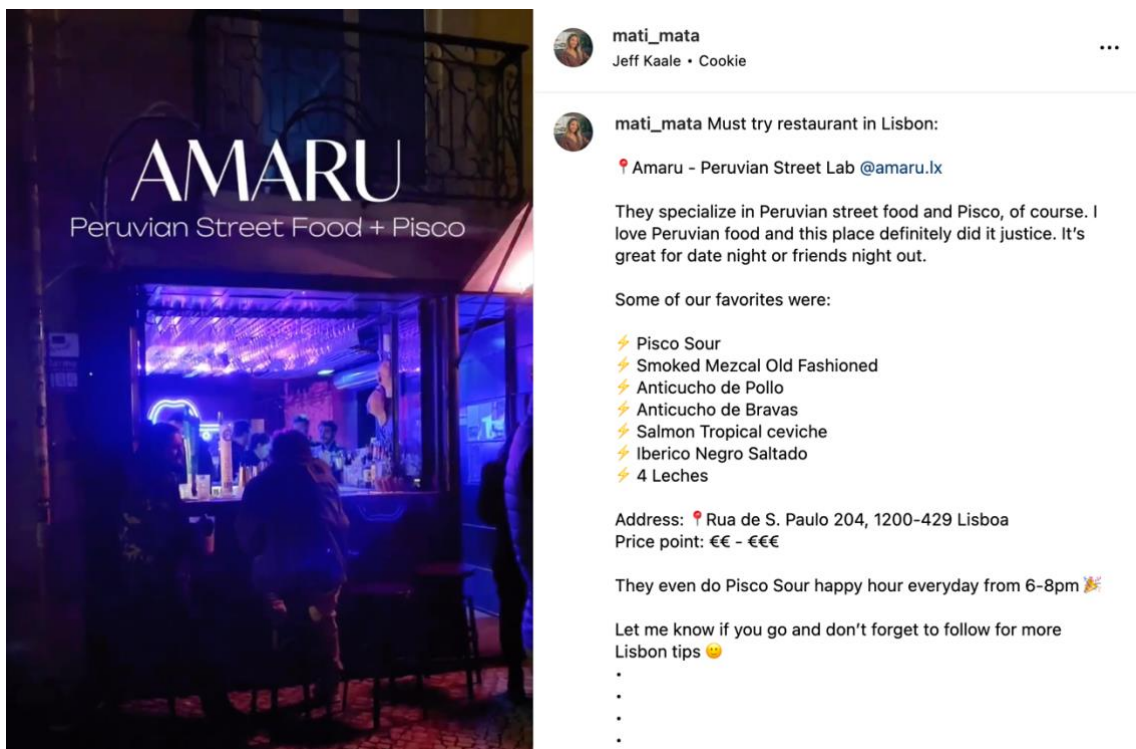 AMARU
Peruvian Street Food + Pisco
mati_mata
Jeff Kaale • Cookie
mati_mata Must try restaurant in Lisbon:
📍Amaru - Peruvian Street Lab @amaru.lx
They specialize in Peruvian street food and Pisco, of course. I
love Peruvian food and this place definitely did it justice. It’s
great for date night or friends night out.
Some of our favorites were:
⚡ Pisco Sour
⚡ Smoked Mezcal Old Fashioned
⚡ Anticucho de Pollo
⚡ Anticucho de Bravas
⚡ Salmon Tropical ceviche
⚡ Iberico Negro Saltado
⚡ 4 Leches
Address: 📍Rua de S. Paulo 204, 1200-429 Lisboa
Price point: €€ - €€€
They even do Pisco Sour happy hour everyday from 6-8pm 🎉
Let me know if you go and don’t forget to follow for more
Lisbon tips 🙂
•
•
•
•